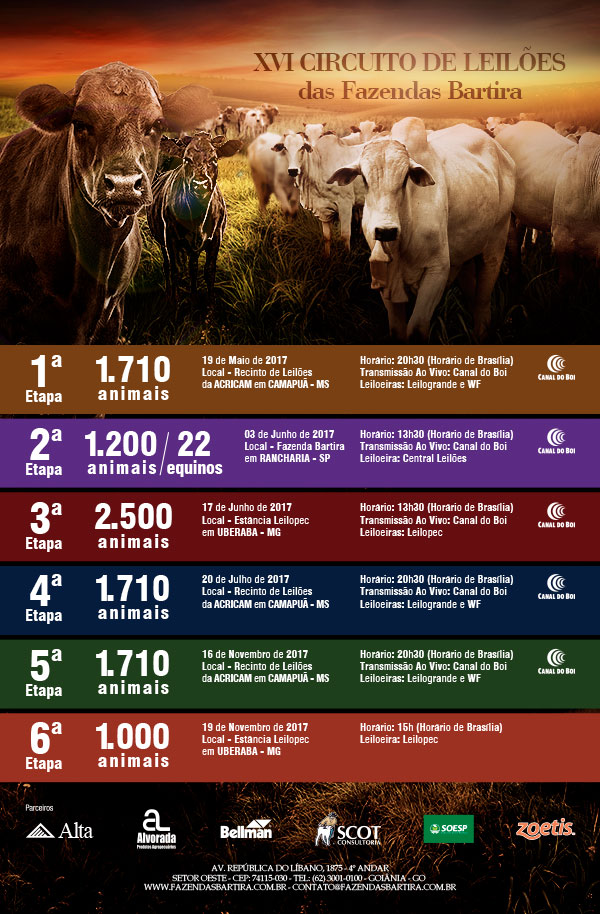 XVI CIRCUITO DE LEILÕES
das Fazendas Bartira
1ª Etapa
1.710 animais
19 de Maio de 2017
Local - Recinto de Leilões
da ACRICAM em CAMAPUÃ - MS
Horário: 20h30 (Horário de Brasília)
Transmissão Ao Vivo: Canal do Boi
Leiloeiras: Leilogrande e WF
CANAL DO BOI
2ª Etapa
1.200 animais / 22 equinos
03 de Junho de 2017
Local - Fazenda Bartira
em RANCHARIA - SP
Horário: 13h30 (Horário de Brasília)
Transmissão Ao Vivo: Canal do Boi
Leiloeira: Central Leilões
CANAL DO BOI
3ª Etapa
2.500 animais
17 de Junho de 2017
Local - Estância Leilopec
em UBERABA - MG
Horário: 13h30 (Horário de Brasília)
Transmissão Ao Vivo: Canal do Boi
Leiloeiras: Leilopec
CANAL DO BOI
4ª Etapa
1.710 animais
20 de Julho de 2017
Local - Recinto de Leilões
da ACRICAM em CAMAPUÃ - MS
Horário: 20h30 (Horário de Brasília)
Transmissão Ao Vivo: Canal do Boi
Leiloeiras: Leilogrande e WF
CANAL DO BOI
5ª Etapa
1.710 animais
16 de Novembro de 2017
Local - Recinto de Leilões
da ACRICAM em CAMAPUÃ - MS
Horário: 20h30 (Horário de Brasília)
Transmissão Ao Vivo: Canal do Boi
Leiloeiras: Leilogrande e WF
CANAL DO BOI
6ª Etapa
1.000 animais
19 de Novembro de 2017
Local - Estância Leilopec
em UBERABA - MG
Horário: 15h (Horário de Brasília)
Leiloeira: Leilopec
Parceiros
Alta
Alvorada
Produtos Agropecuários
Bellman
SCOT
CONSULTORIA
SOESP
zoetis
AV. REPÚBLICA DO LÍBANO, 1875 - 4º ANDAR
SETOR OESTE - CEP: 74115-030 - TEL: (62) 3001-0100 - GOIÂNIA - GO
WWW.FAZENDASBARTIRA.COM.BR - CONTATO@FAZENDASBARTIRA.COM.BR